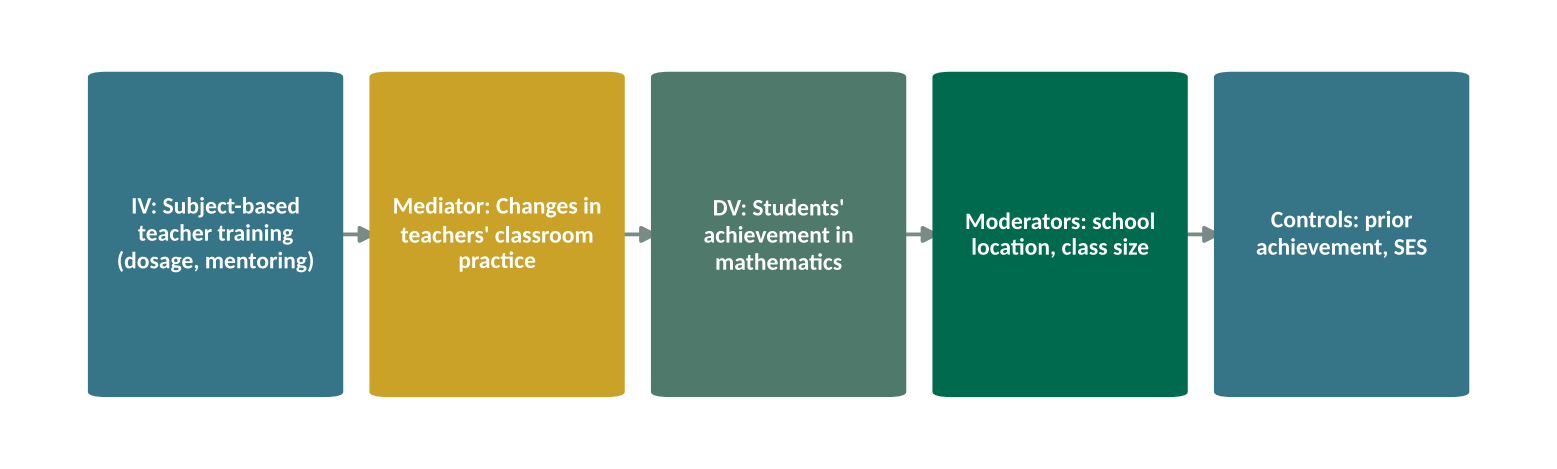 IV: Subject-based
teacher training
(dosage, mentoring)
Mediator: Changes in
teachers' classroom
practice
DV: Students'
achievement in
mathematics
Moderators: school
location, class size
Controls: prior
achievement, SES